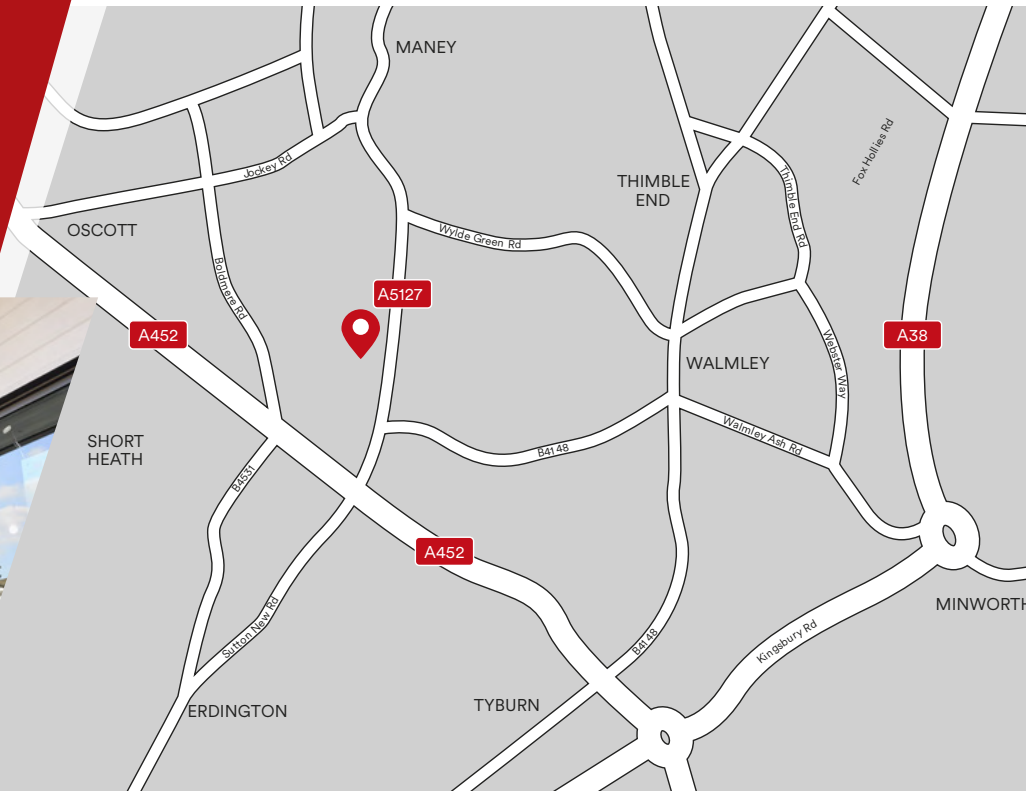 MANEY
Fox Hollies Rd
Jockey Rd
THIMBLE
END
Thimble End Rd
OSCOTT
Wylde Green Rd
Boldmere Rd
A5127
A452
A38
Webster Way
WALMLEY
Walmley Ash Rd
SHORT
HEATH
B4148
B4531
A452
MINWORTH
Sutton New Rd
B4148
Kingsbury Rd
TYBURN
ERDINGTON